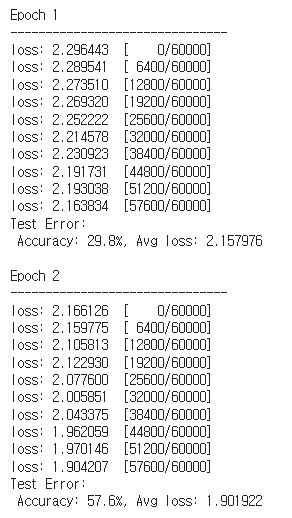 Epoch 1
-------------------------------
loss: 2.296443  [    0/60000]
loss: 2.289541  [ 6400/60000]
loss: 2.273510  [12800/60000]
loss: 2.269320  [19200/60000]
loss: 2.252222  [25600/60000]
loss: 2.214578  [32000/60000]
loss: 2.230923  [38400/60000]
loss: 2.191731  [44800/60000]
loss: 2.193038  [51200/60000]
loss: 2.163834  [57600/60000]
Test Error:
 Accuracy: 29.8%, Avg loss: 2.157976

Epoch 2
-------------------------------
loss: 2.166126  [    0/60000]
loss: 2.159775  [ 6400/60000]
loss: 2.105813  [12800/60000]
loss: 2.122930  [19200/60000]
loss: 2.077600  [25600/60000]
loss: 2.005851  [32000/60000]
loss: 2.043375  [38400/60000]
loss: 1.962059  [44800/60000]
loss: 1.970146  [51200/60000]
loss: 1.904207  [57600/60000]
Test Error:
 Accuracy: 57.6%, Avg loss: 1.901922